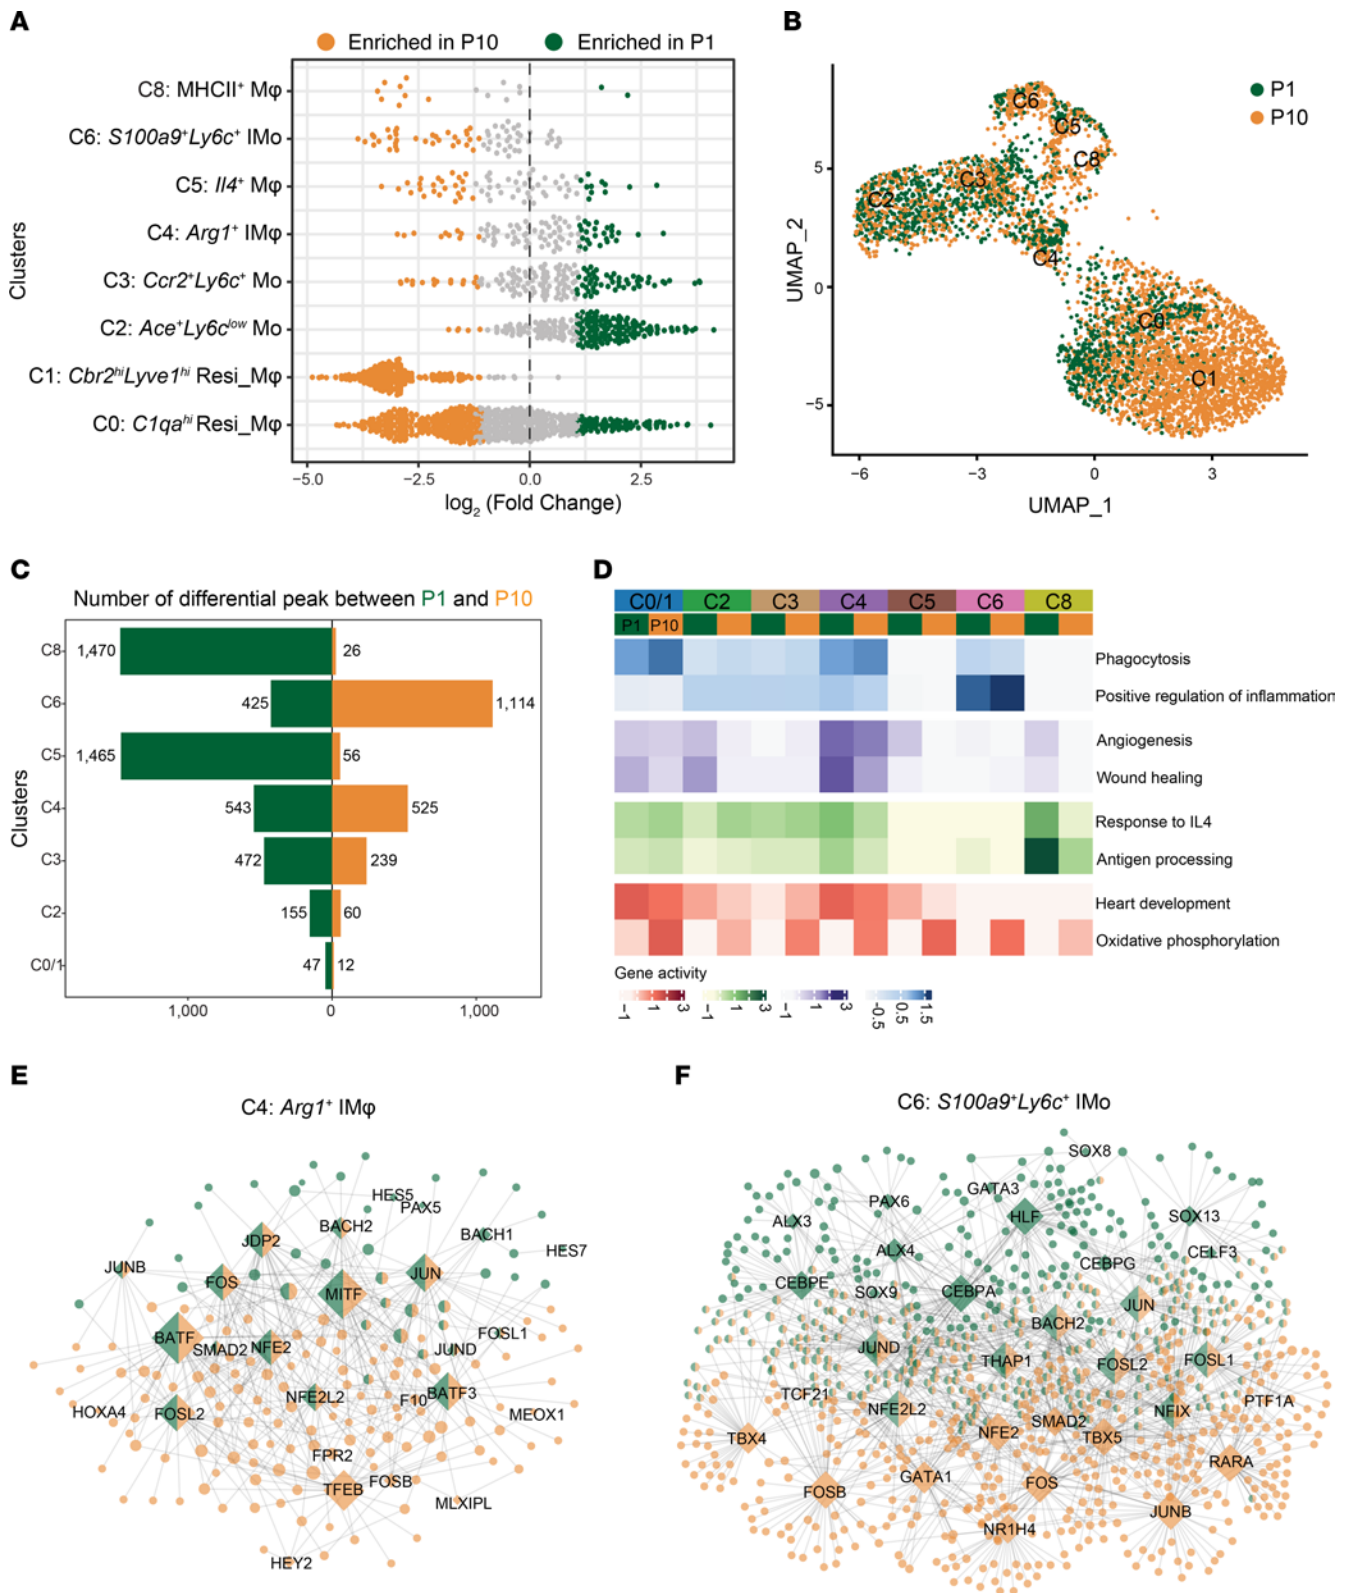 A
Enriched in P10
Enriched in P1
Clusters
C8: MHCII⁺ Mφ
C6: S100a9⁺Ly6c⁺ IMo
C5: Il4⁺ Mφ
C4: Arg1⁺ IMφ
C3: Ccr2⁺Ly6c⁺ Mo
C2: Ace⁺Ly6cˡᵒʷ Mo
C1: Cbr2ʰⁱLyve1ʰⁱ Resi_Mφ
C0: C1qaʰⁱ Resi_Mφ
−5.0 −2.5 0.0 2.5
log₂ (Fold Change)
B
P1
P10
UMAP_2
5
0
−5
C6
C5
C8
C3
C2
C4
C0
C1
−6 −3 0 3
UMAP_1
C
Number of differential peak between P1 and P10
Clusters
C8 1,470 26
C6 425 1,114
C5 1,465 56
C4 543 525
C3 472 239
C2 155 60
C0/1 47 12
1,000 0 1,000
D
C0/1 C2 C3 C4 C5 C6 C8
P1 P10
Phagocytosis
Positive regulation of inflammation
Angiogenesis
Wound healing
Response to IL4
Antigen processing
Heart development
Oxidative phosphorylation
Gene activity
−1 1 3
−1 1 3
−1 1 3
−0.5 0.5 1.5
E
C4: Arg1⁺ IMφ
HES5
PAX5
BACH2
JDP2
BACH1
HES7
JUNB
FOS
JUN
MITF
BATF
SMAD2
NFE2
FOSL1
JUND
NFE2L2
F10
BATF3
HOXA4
FOSL2
MEOX1
FPR2
TFEB
FOSB
MLXIPL
HEY2
F
C6: S100a9⁺Ly6c⁺ IMo
SOX8
GATA3
PAX6
HLF
ALX3
SOX13
ALX4
CELF3
CEBPG
CEBPE
SOX9
CEBPA
JUN
BACH2
JUND
THAP1
FOSL2
FOSL1
TCF21
NFE2L2
SMAD2
NFIX
PTF1A
TBX4
NFE2
TBX5
RARA
GATA1
FOS
FOSB
JUNB
NR1H4